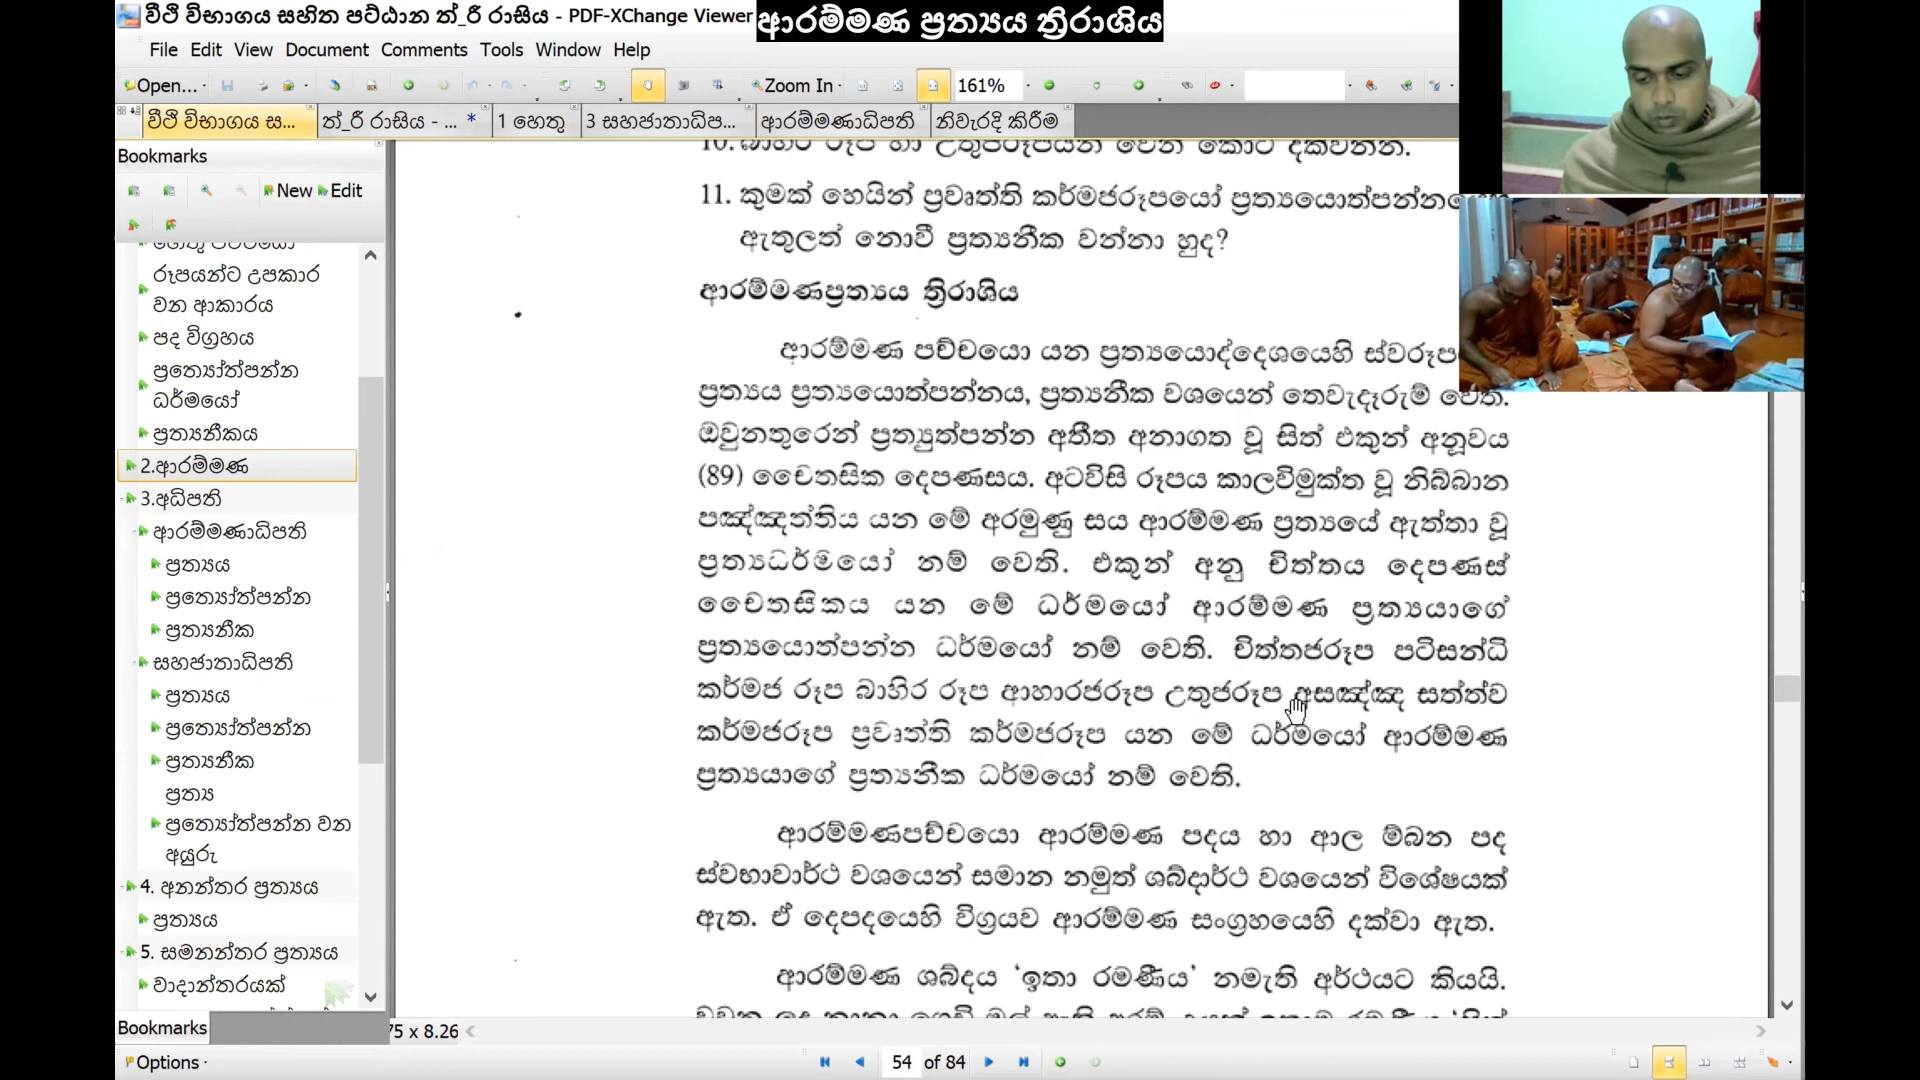 වීථි විභාගය සහිත පට්ඨාන ත්_රී රාසිය - PDF-XChange Viewer
ආරම්මණ ප්‍රත්‍යය ත්‍රිරාශිය
File Edit View Document Comments Tools Window Help
Open... Zoom In 161%
වීථි විභාගය ස... ත්_රී රාසිය - ... * 1 හෙතු 3 සහජාතාධිප... ආරම්මණාධිපති නිවැරදි කිරීම
Bookmarks
New Edit
රූපයන්ට උපකාර
වන ආකාරය
පද විග්‍රහය
ප්‍රත්‍යෝත්පන්න
ධර්මයෝ
ප්‍රත්‍යනීකය
2.ආරම්මණ
3.අධිපති
ආරම්මණාධිපති
ප්‍රත්‍යය
ප්‍රත්‍යෝත්පන්න
ප්‍රත්‍යනීක
සහජාතාධිපති
ප්‍රත්‍යය
ප්‍රත්‍යෝත්පන්න
ප්‍රත්‍යනීක
ප්‍රත්‍ය
ප්‍රත්‍යෝත්පන්න වන
අයුරු
4. අනන්තර ප්‍රත්‍යය
ප්‍රත්‍යය
5. සමනන්තර ප්‍රත්‍යය
වාදාන්තරයක්
Bookmarks
Options
10. බාහිර රූප හා උතුජරූපයන් වෙන් කොට දක්වන්න.
11. කුමක් හෙයින් ප්‍රවෘත්ති කර්මජරූපයෝ
ඇතුලත් නොවී ප්‍රත්‍යනීක වන්නා හුද?
ආරම්මණප්‍රත්‍යය ත්‍රිරාශිය
ආරම්මණ පච්චයො යන ප්‍රත්‍යයොද්දෙශයෙහි
ප්‍රත්‍යය ප්‍රත්‍යයොත්පන්නය, ප්‍රත්‍යනීක වශයෙන් තෙවැදෑරුම් වෙති.
ඔවුනතුරෙන් ප්‍රත්‍යුත්පන්න අතීත අනාගත වූ සිත් එකුන් අනූවය
(89) චෛතසික දෙපණසය. අටවිසි රූපය කාලවිමුක්ත වූ නිබ්බාන
පඤ්ඤත්තිය යන මේ අරමුණු සය ආරම්මණ ප්‍රත්‍යයේ ඇත්තා වූ
ප්‍රත්‍යධර්මයෝ නම් වෙති. එකුන් අනු චිත්තය දෙපණස්
චෛතසිකය යන මේ ධර්මයෝ ආරම්මණ ප්‍රත්‍යයාගේ
ප්‍රත්‍යයොත්පන්න ධර්මයෝ නම් වෙති. චිත්තජරූප පටිසන්ධි
කර්මජ රූප බාහිර රූප ආහාරජරූප උතුජරූප අසඤ්ඤ සත්ත්ව
කර්මජරූප ප්‍රවෘත්ති කර්මජරූප යන මේ ධර්මයෝ ආරම්මණ
ප්‍රත්‍යයාගේ ප්‍රත්‍යනීක ධර්මයෝ නම් වෙති.
ආරම්මණපච්චයො ආරම්මණ පදය හා ආල ම්බන පද
ස්වභාවාර්ථ වශයෙන් සමාන නමුත් ශබ්දාර්ථ වශයෙන් විශේෂයක්
ඇත. ඒ දෙපදයෙහි විග්‍රයව ආරම්මණ සංග්‍රහයෙහි දක්වා ඇත.
ආරම්මණ ශබ්දය ‘ඉතා රමණීය’ නමැති අර්ථයට කියයි.
75 x 8.26
54 of 84